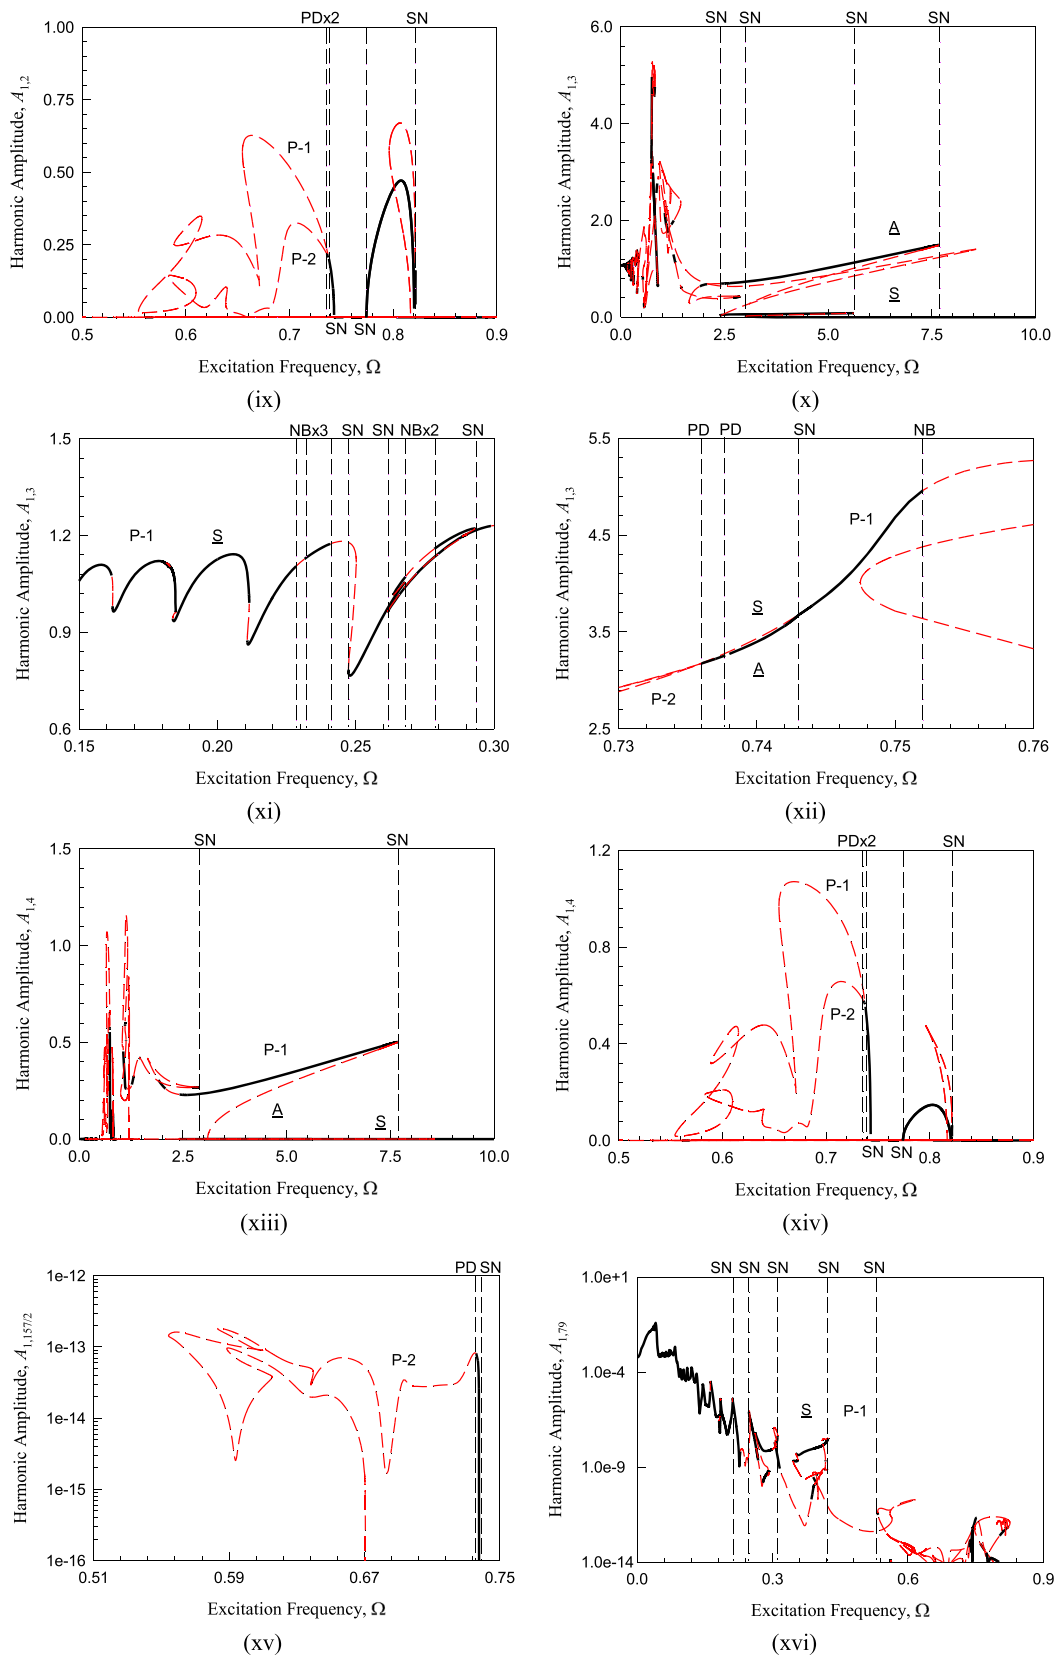 PDx2 SN
1.00
0.75
0.50
0.25
0.00
Harmonic Amplitude, A1,2
P-1
P-2
SN SN
0.5 0.6 0.7 0.8 0.9
Excitation Frequency, Ω
(ix)
SN SN SN SN
6.0
4.0
2.0
0.0
Harmonic Amplitude, A1,3
A
S
0.0 2.5 5.0 7.5 10.0
Excitation Frequency, Ω
(x)
NBx3 SN SN NBx2 SN
1.5
1.2
0.9
0.6
Harmonic Amplitude, A1,3
P-1 S
0.15 0.20 0.25 0.30
Excitation Frequency, Ω
(xi)
PD PD SN NB
5.5
4.5
3.5
2.5
Harmonic Amplitude, A1,3
P-1
S
A
P-2
0.73 0.74 0.75 0.76
Excitation Frequency, Ω
(xii)
SN SN
1.5
1.0
0.5
0.0
Harmonic Amplitude, A1,4
P-1
A S
0.0 2.5 5.0 7.5 10.0
Excitation Frequency, Ω
(xiii)
PDx2 SN
1.2
0.8
0.4
0.0
Harmonic Amplitude, A1,4
P-1
P-2
SN SN
0.5 0.6 0.7 0.8 0.9
Excitation Frequency, Ω
(xiv)
PD SN
1e-12
1e-13
1e-14
1e-15
1e-16
Harmonic Amplitude, A1,157/2
P-2
0.51 0.59 0.67 0.75
Excitation Frequency, Ω
(xv)
SN SN SN SN SN
1.0e+1
1.0e-4
1.0e-9
1.0e-14
Harmonic Amplitude, A1,79
S P-1
0.0 0.3 0.6 0.9
Excitation Frequency, Ω
(xvi)